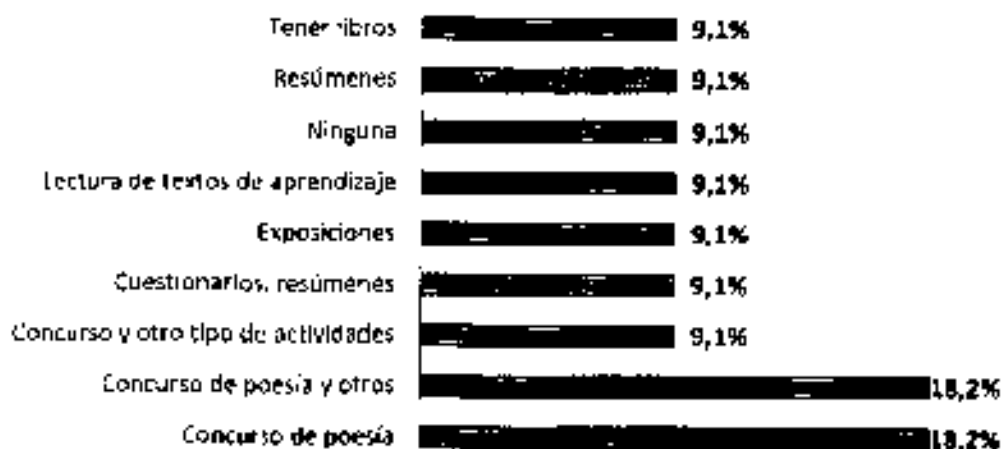 Tener libros 9,1%
Resúmenes 9,1%
Ninguna 9,1%
Lectura de textos de aprendizaje 9,1%
Exposiciones 9,1%
Cuestionarios, resúmenes 9,1%
Concurso y otro tipo de actividades 9,1%
Concurso de poesía y otros 18,2%
Concurso de poesía 18,2%